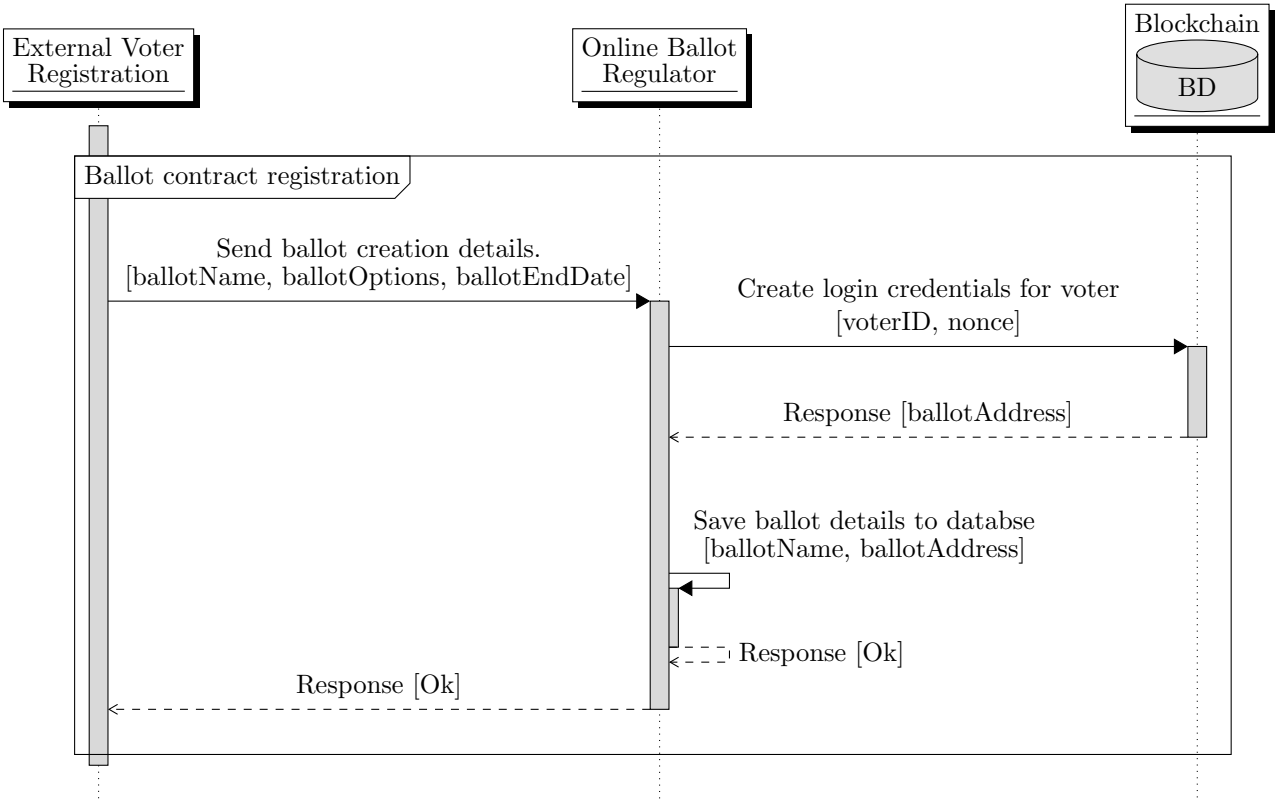 External Voter
Registration
Online Ballot
Regulator
Blockchain
BD
Ballot contract registration
Send ballot creation details.
[ballotName, ballotOptions, ballotEndDate]
Create login credentials for voter
[voterID, nonce]
Response [ballotAddress]
Save ballot details to databse
[ballotName, ballotAddress]
Response [Ok]
Response [Ok]